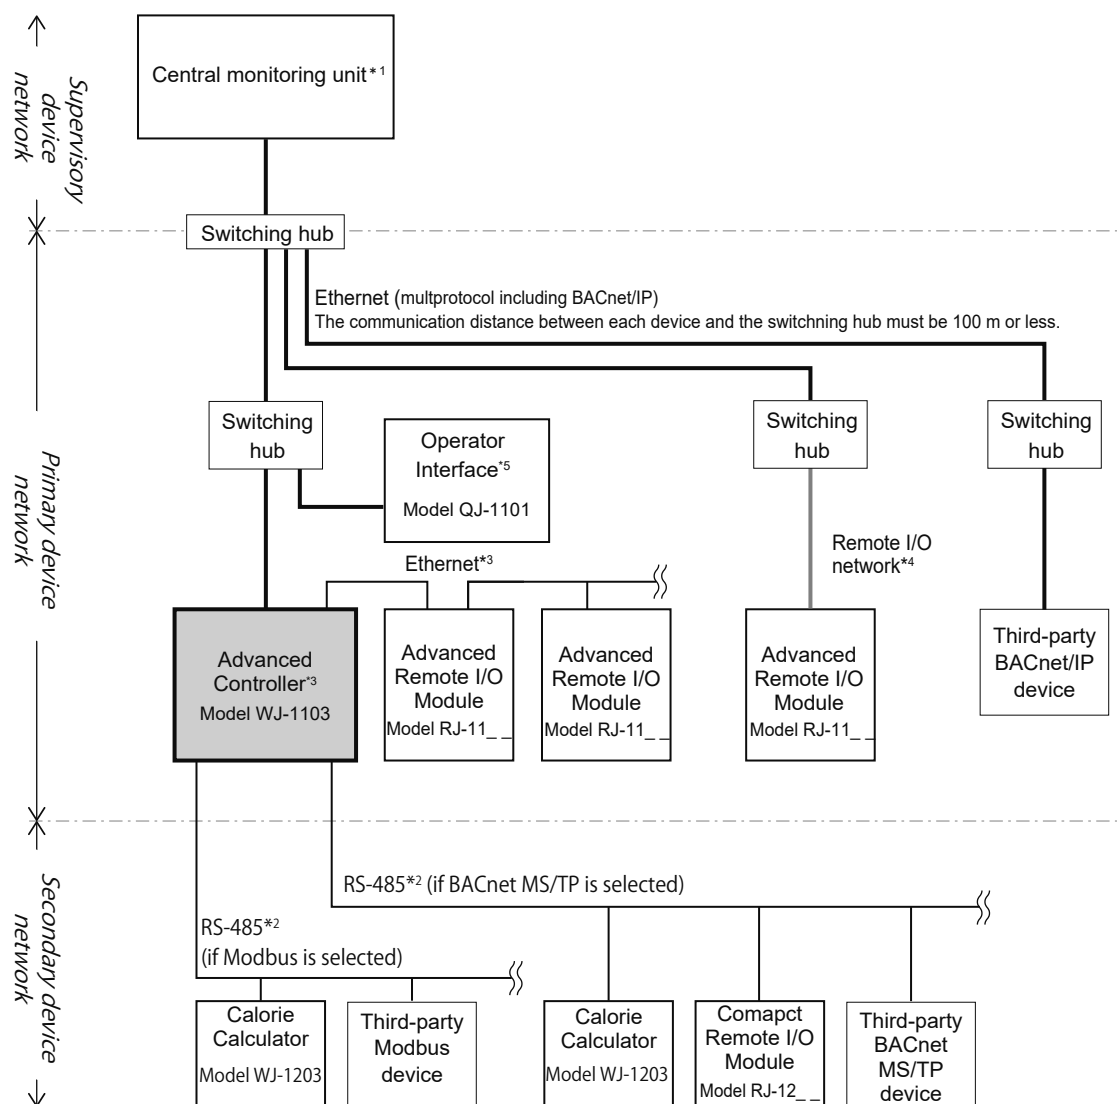 Supervisory
device
network
Central monitoring unit*1
Switching hub
Ethernet (multprotocol including BACnet/IP)
The communication distance between each device and the switchning hub must be 100 m or less.
Primary device
network
Switching
hub
Operator
Interface*5
Model QJ-1101
Switching
hub
Switching
hub
Ethernet*3
Remote I/O
network*4
Advanced
Controller*3
Model WJ-1103
Advanced
Remote I/O
Module
Model RJ-11_ _
Advanced
Remote I/O
Module
Model RJ-11_ _
Advanced
Remote I/O
Module
Model RJ-11_ _
Third-party
BACnet/IP
device
Secondary device
network
RS-485*2 (if BACnet MS/TP is selected)
RS-485*2
(if Modbus is selected)
Calorie
Calculator
Model WJ-1203
Third-party
Modbus
device
Calorie
Calculator
Model WJ-1203
Comapct
Remote I/O
Module
Model RJ-12_ _
Third-party
BACnet
MS/TP
device